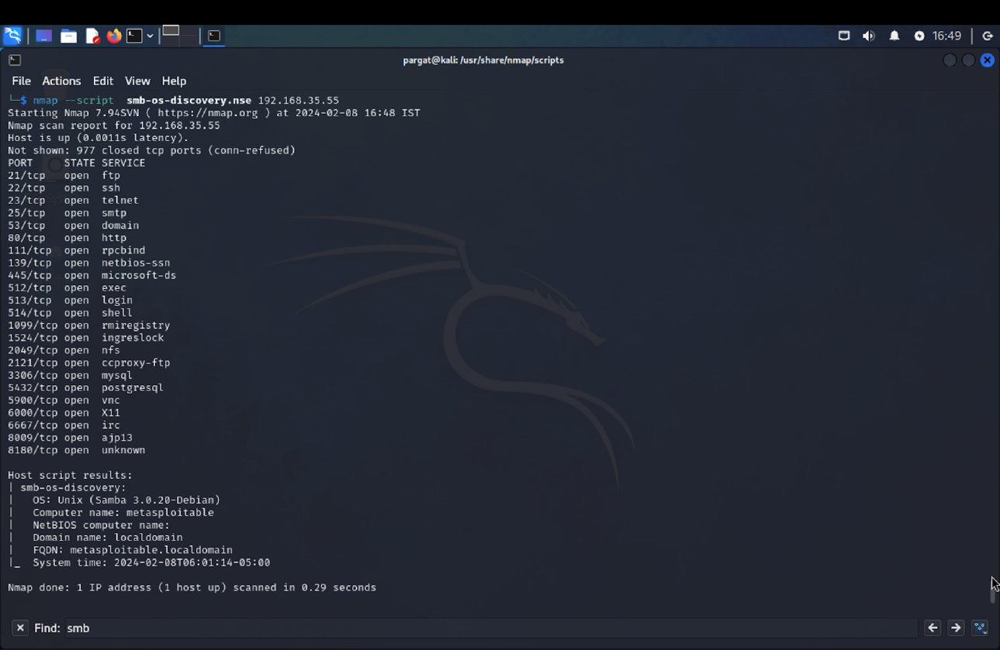 16:49
pargat@kali: /usr/share/nmap/scripts
File Actions Edit View Help
└─$ nmap --script smb-os-discovery.nse 192.168.35.55
Starting Nmap 7.94SVN ( https://nmap.org ) at 2024-02-08 16:48 IST
Nmap scan report for 192.168.35.55
Host is up (0.0011s latency).
Not shown: 977 closed tcp ports (conn-refused)
PORT     STATE SERVICE
21/tcp   open  ftp
22/tcp   open  ssh
23/tcp   open  telnet
25/tcp   open  smtp
53/tcp   open  domain
80/tcp   open  http
111/tcp  open  rpcbind
139/tcp  open  netbios-ssn
445/tcp  open  microsoft-ds
512/tcp  open  exec
513/tcp  open  login
514/tcp  open  shell
1099/tcp open  rmiregistry
1524/tcp open  ingreslock
2049/tcp open  nfs
2121/tcp open  ccproxy-ftp
3306/tcp open  mysql
5432/tcp open  postgresql
5900/tcp open  vnc
6000/tcp open  X11
6667/tcp open  irc
8009/tcp open  ajp13
8180/tcp open  unknown
Host script results:
| smb-os-discovery:
|   OS: Unix (Samba 3.0.20-Debian)
|   Computer name: metasploitable
|   NetBIOS computer name:
|   Domain name: localdomain
|   FQDN: metasploitable.localdomain
|_  System time: 2024-02-08T06:01:14-05:00
Nmap done: 1 IP address (1 host up) scanned in 0.29 seconds
Find: smb